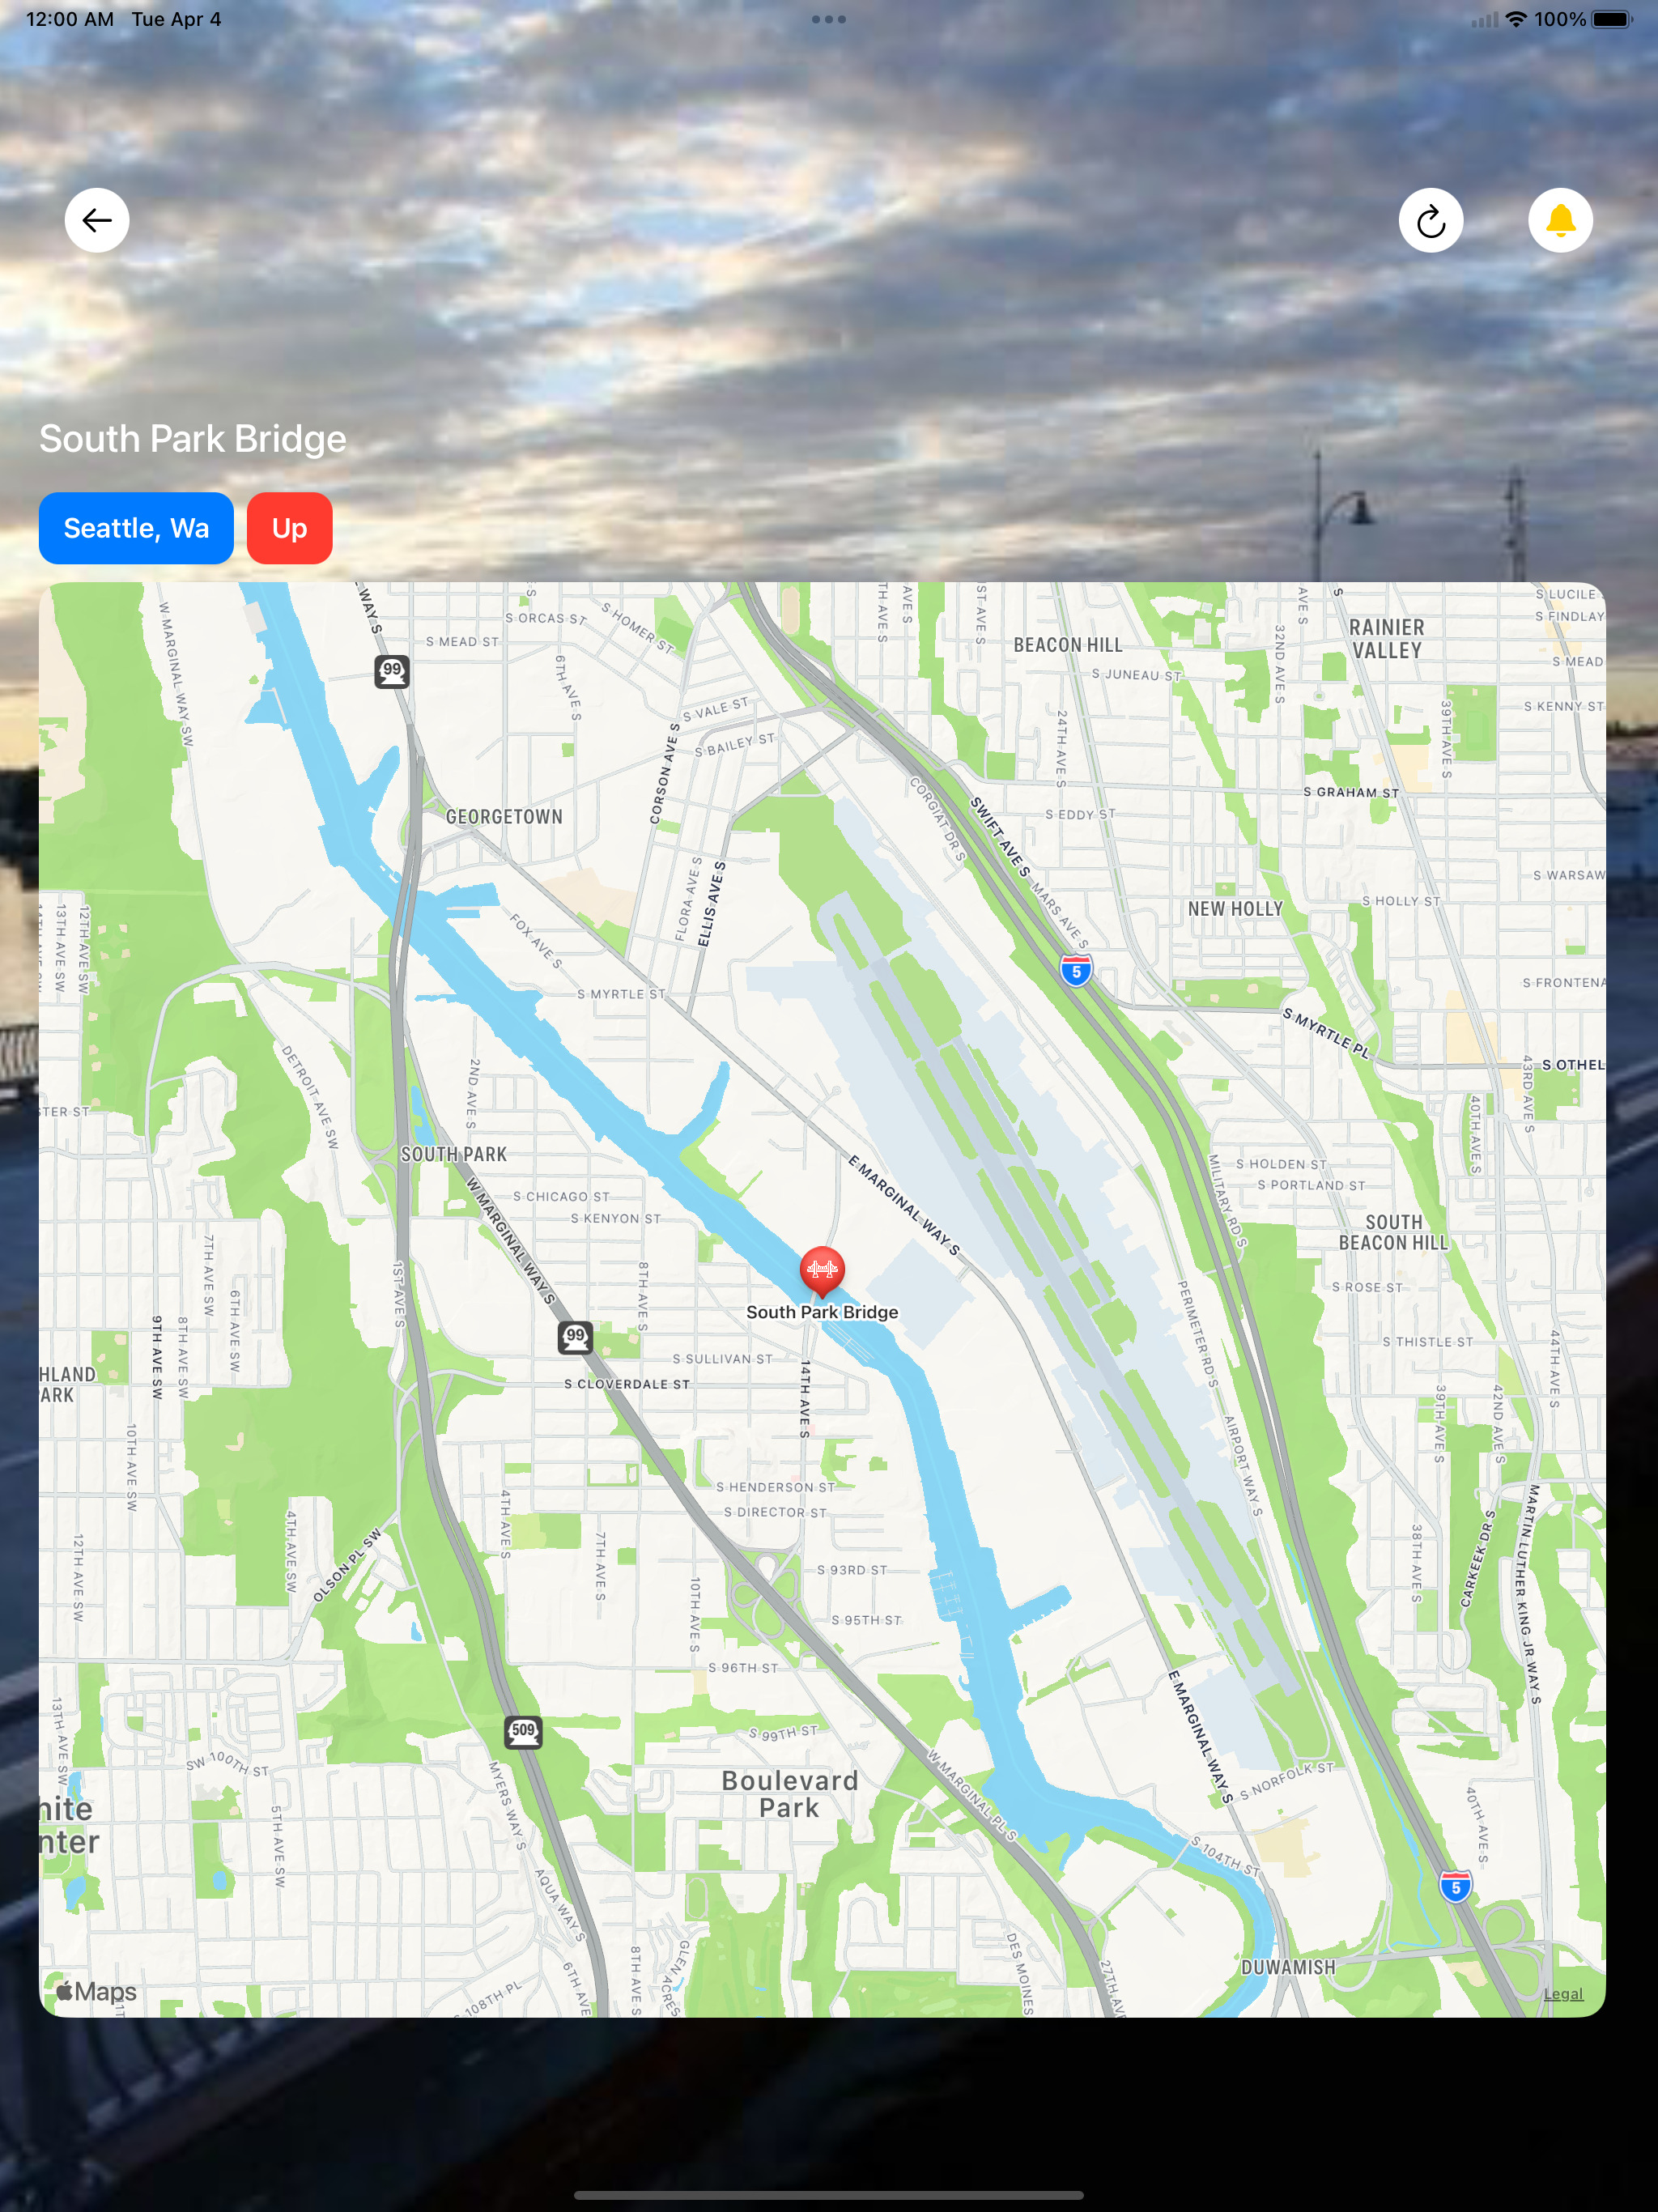 12:00 AM Tue Apr 4
100%
South Park Bridge
Seattle, Wa
Up
WAY S
S
S ORCAS ST
S HOMER ST
S MEAD ST
99
W MARGINAL WAY SW
6TH AVE S
S VALE ST
S BAILEY ST
CORSON AVE S
AVE S
BEACON HILL
S JUNEAU ST
24TH AVE S
32ND AVE S
AVE S
S
RAINIER
VALLEY
S LUCILE
S FINDLAY
S MEAD
S KENNY ST
39TH AVE S
S GRAHAM ST
S EDDY ST
GEORGETOWN
CORGIAT DR S
SWIFT AVE S
MARS AVE S
FLORA AVE S
ELLIS AVE S
S WARSAW
S HOLLY ST
NEW HOLLY
13TH AVE SW
12TH AVE SW
FOX AVE S
5
S MYRTLE ST
S FRONTENA
S MYRTLE PL
S OTHEL
43RD AVE S
40TH AVE S
DETROIT AVE SW
2ND AVE S
STER ST
SOUTH PARK
W MARGINAL WAY S
E MARGINAL WAY S
S CHICAGO ST
S KENYON ST
MILITARY RD S
S HOLDEN ST
S PORTLAND ST
SOUTH
BEACON HILL
S ROSE ST
7TH AVE SW
6TH AVE SW
1ST AVE S
8TH AVE S
South Park Bridge
PERIMETER RD S
99
9TH AVE SW
8TH AVE SW
S SULLIVAN ST
S CLOVERDALE ST
14TH AVE S
S THISTLE ST
44TH AVE S
HLAND
ARK
39TH AVE S
42ND AVE S
10TH AVE SW
AIRPORT WAY S
S HENDERSON ST
S DIRECTOR ST
4TH AVE S
4TH AVE SW
OLSON PL SW
12TH AVE SW
7TH AVE S
S 93RD ST
38TH AVE S
CARKEEK DR S
MARTIN LUTHER KING JR WAY S
10TH AVE S
S 95TH ST
S 96TH ST
E MARGINAL WAY S
13TH AVE SW
509
S 99TH ST
SW 100TH ST
W MARGINAL PL S
S NORFOLK ST
MYERS WAY S
Boulevard
Park
hite
nter
5TH AVE SW
40TH AVE S
S 104TH ST
AQUA WAY S
5
8TH AVE S
GLEN ACRES
DES MOINES
27TH AV
6TH AVE
S 108TH PL
DUWAMISH
Maps
Legal